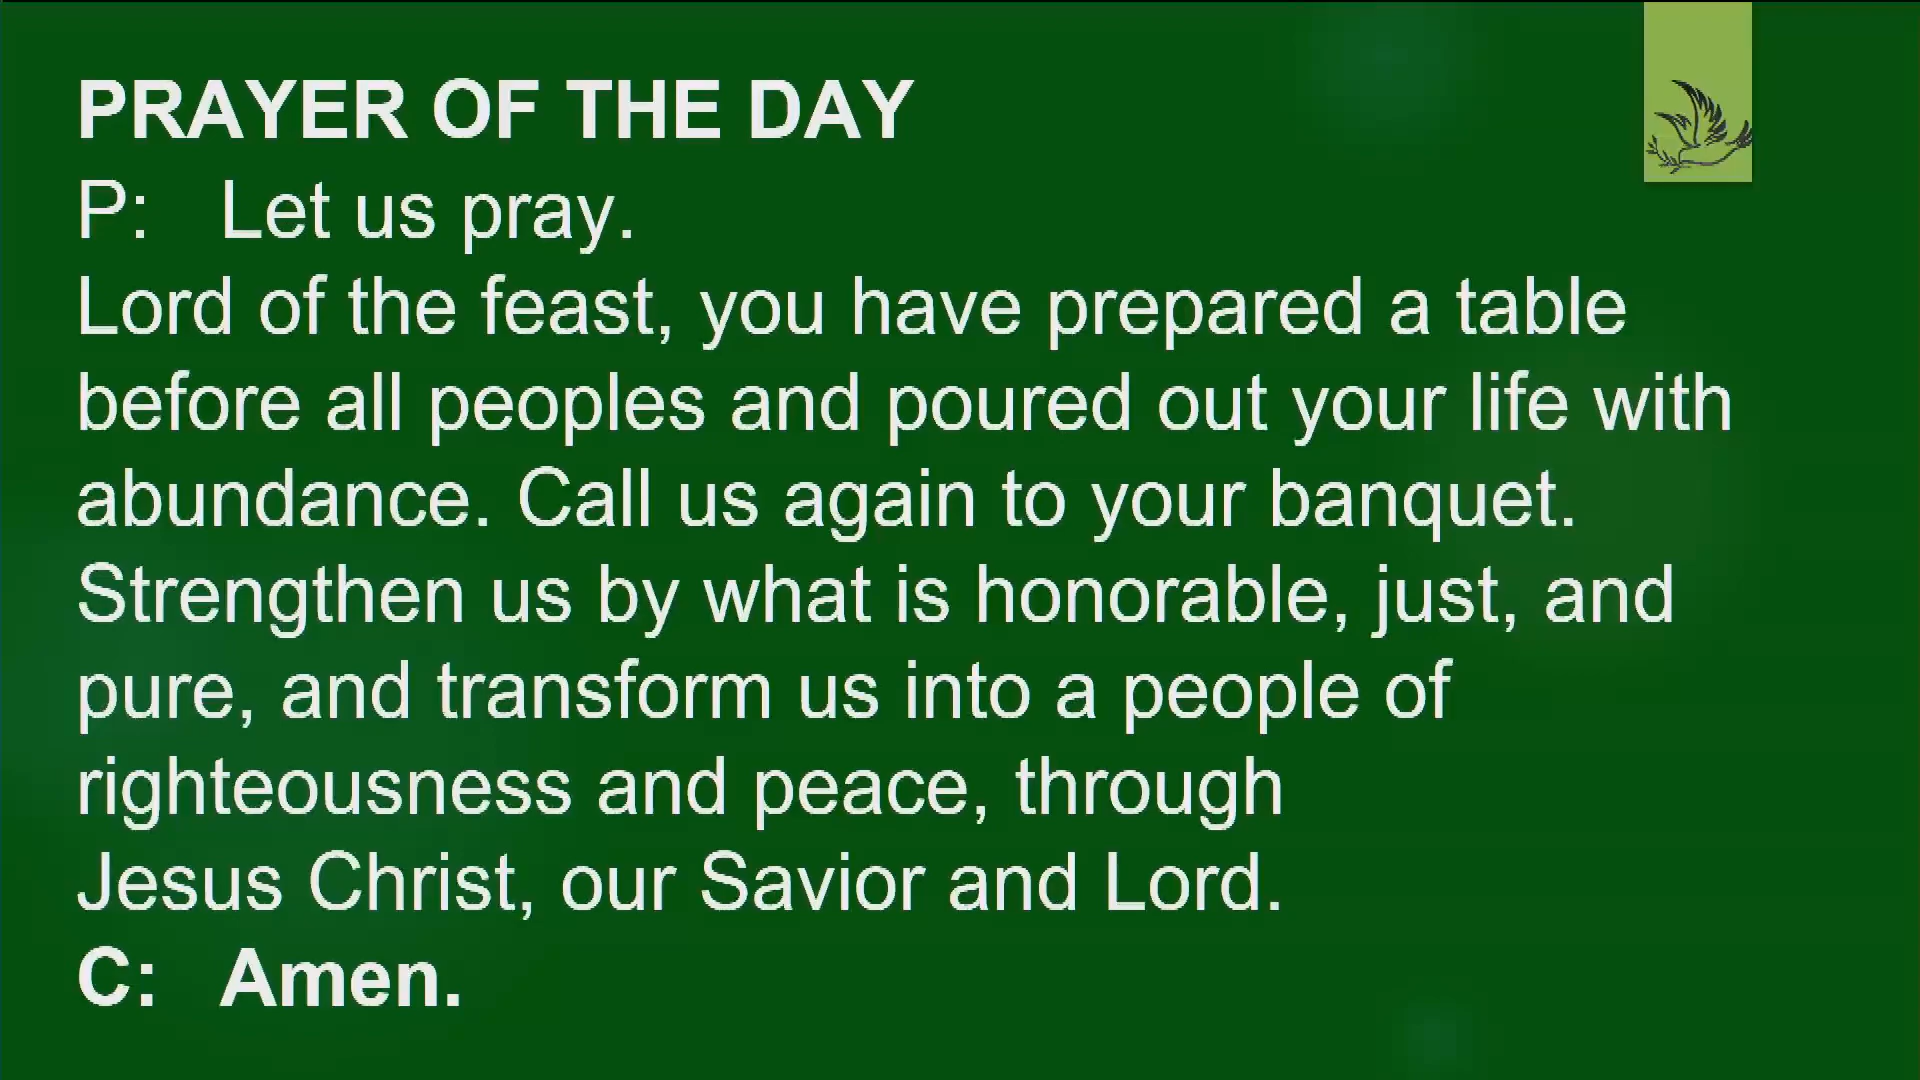 PRAYER OF THE DAY
P: Let us pray.
Lord of the feast, you have prepared a table
before all peoples and poured out your life with
abundance. Call us again to your banquet.
Strengthen us by what is honorable, just, and
pure, and transform us into a people of
righteousness and peace, through
Jesus Christ, our Savior and Lord.
C: Amen.